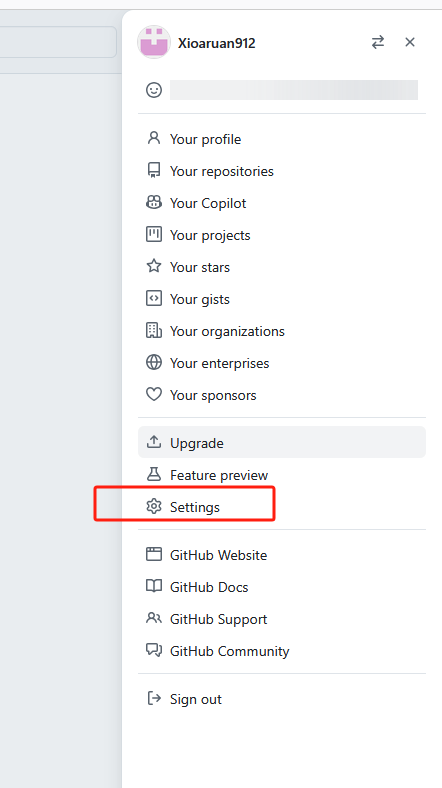 Xioaruan912
Your profile
Your repositories
Your Copilot
Your projects
Your stars
Your gists
Your organizations
Your enterprises
Your sponsors
Upgrade
Feature preview
Settings
GitHub Website
GitHub Docs
GitHub Support
GitHub Community
Sign out